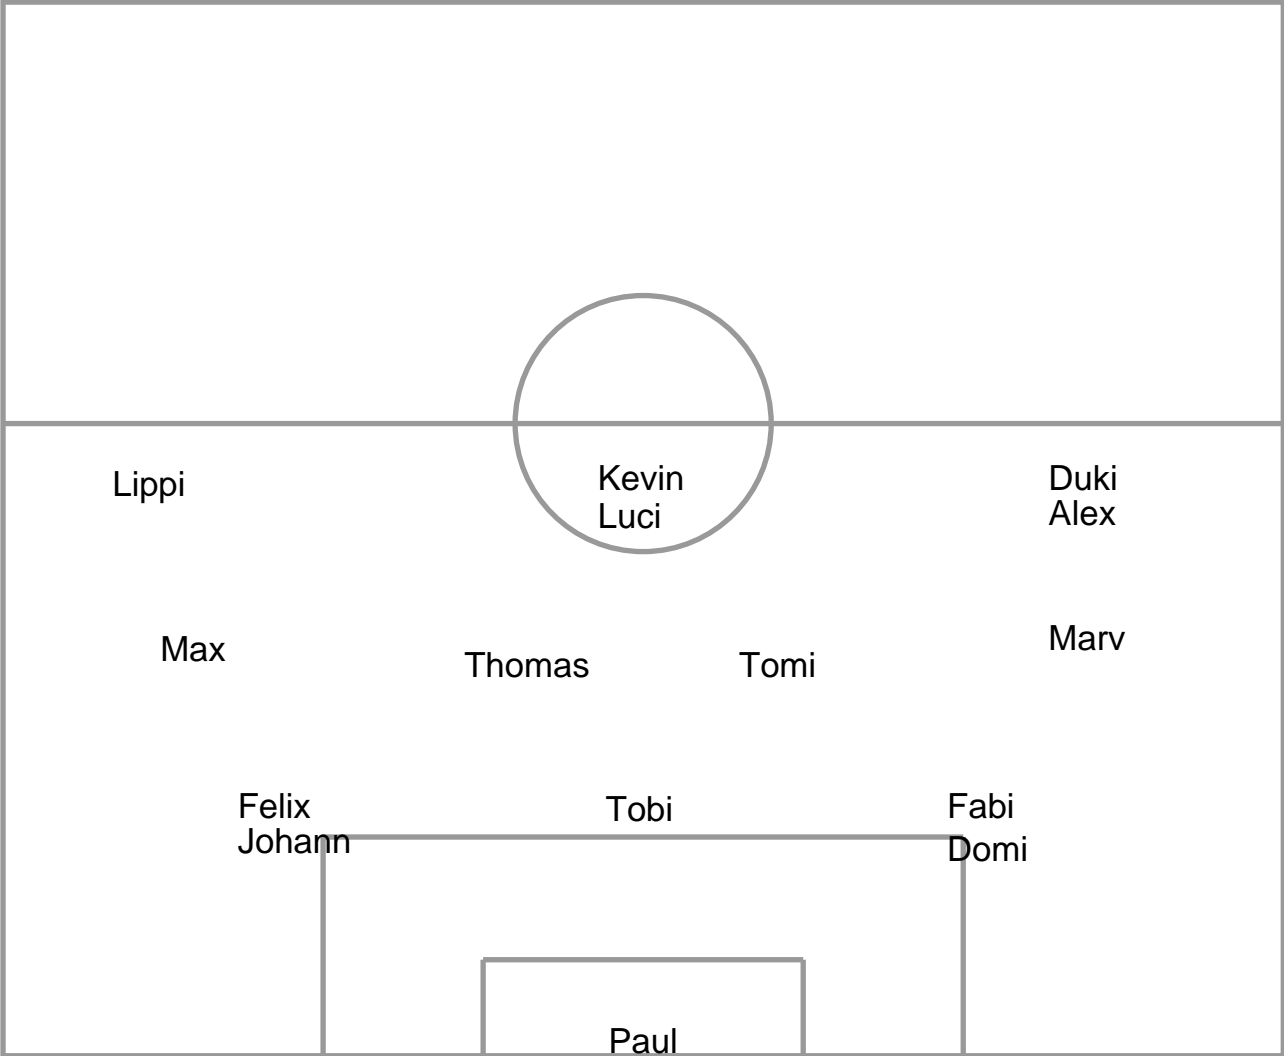 Lippi
Kevin
Luci
Duki
Alex
Max
Thomas
Tomi
Marv
Felix
Johann
Tobi
Fabi
Domi
Paul